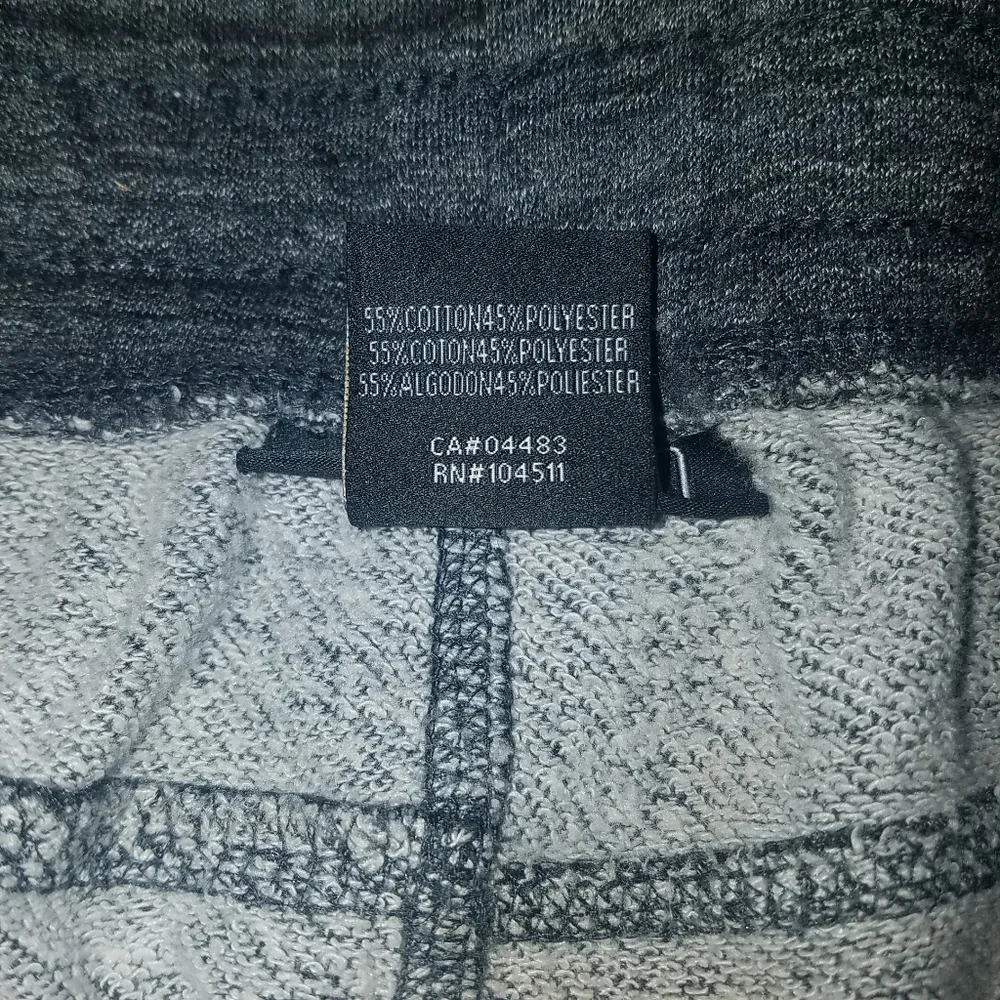 55%COTTON45%POLYESTER
55%COTON45%POLYESTER
55%ALGODON45%POLIESTER
CA#04483
RN#104511